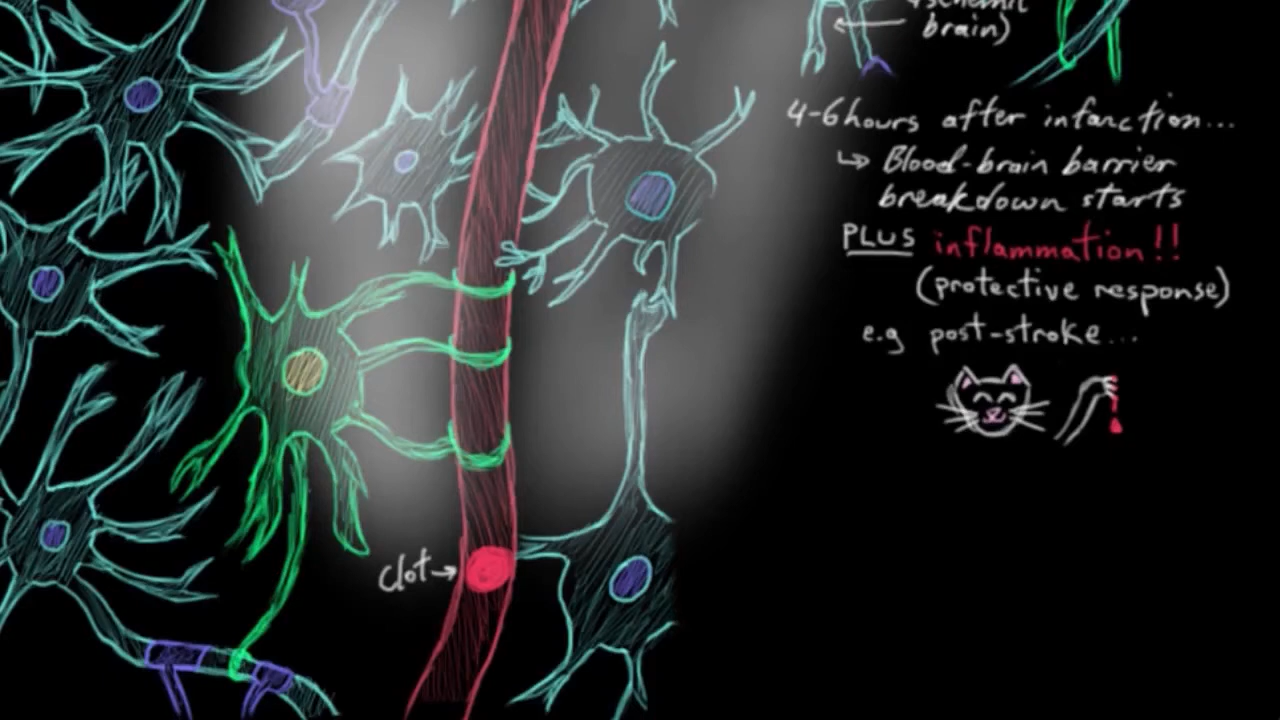 brain)
4-6 hours after infarction...
↳ Blood-brain barrier
breakdown starts
PLUS inflammation!!
(protective response)
e.g post-stroke...
clot→